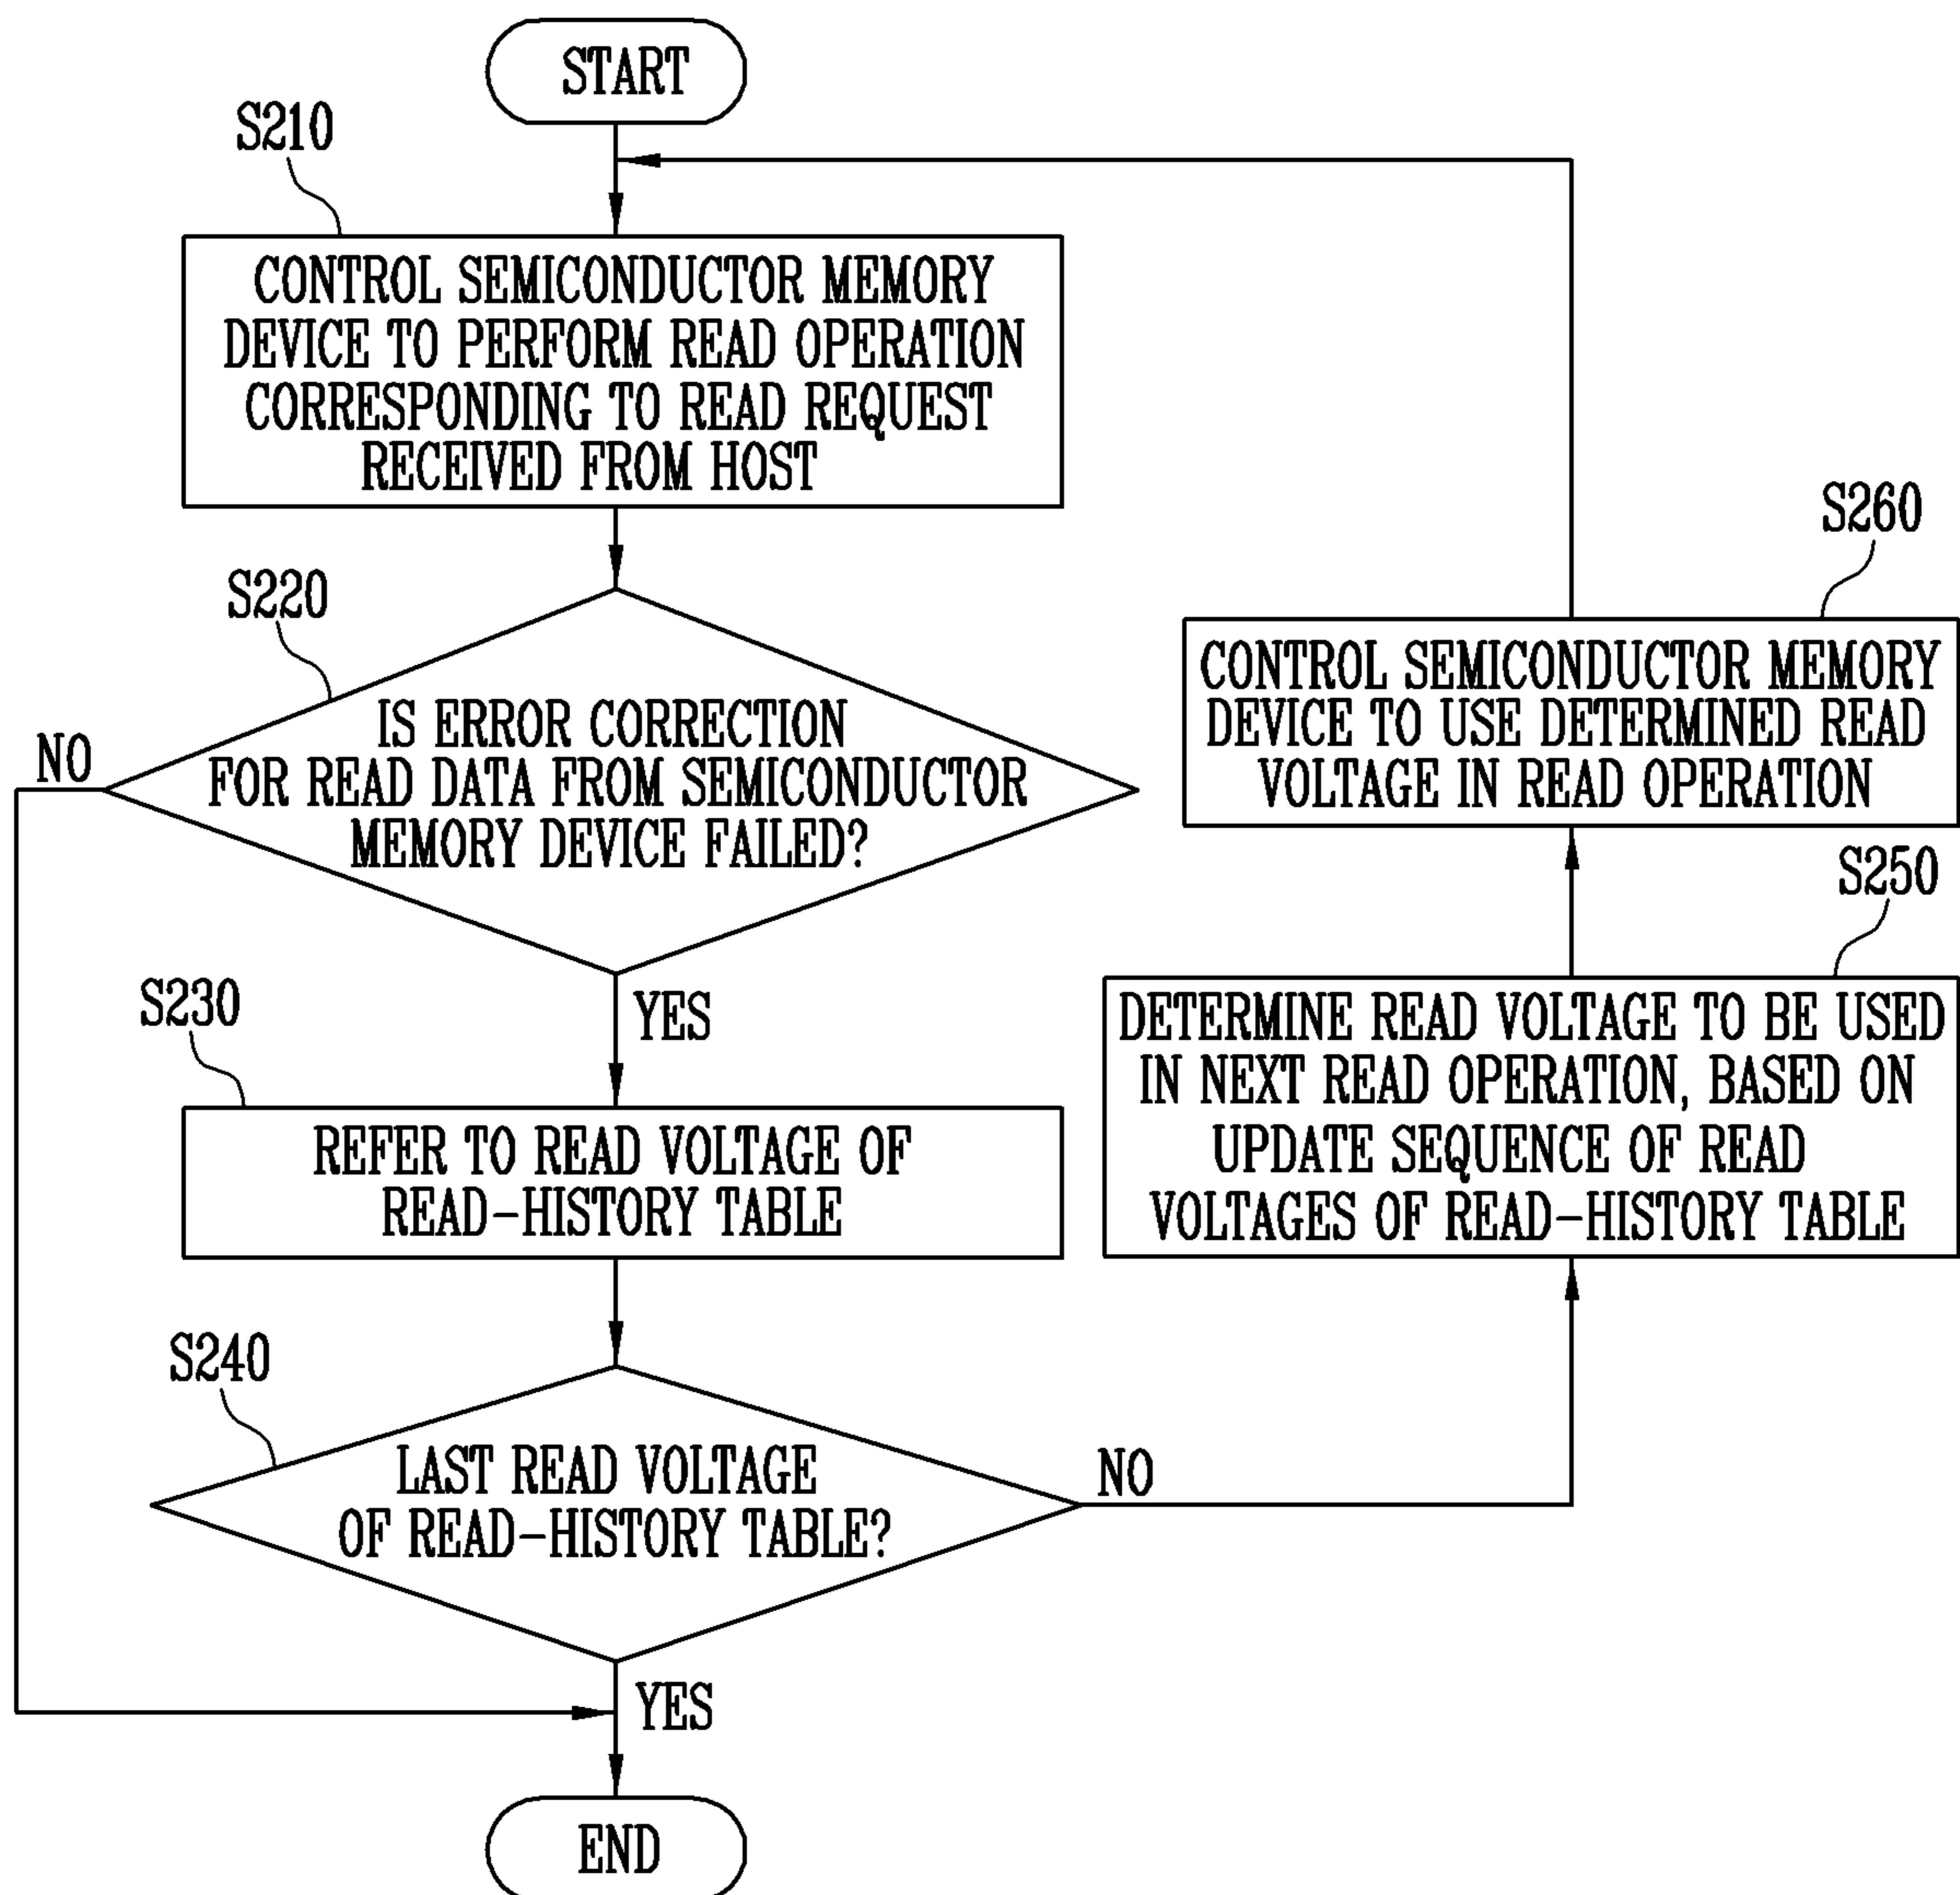 START
S210
CONTROL SEMICONDUCTOR MEMORY
DEVICE TO PERFORM READ OPERATION
CORRESPONDING TO READ REQUEST
RECEIVED FROM HOST
S220
IS ERROR CORRECTION
FOR READ DATA FROM SEMICONDUCTOR
MEMORY DEVICE FAILED?
NO
YES
S230
REFER TO READ VOLTAGE OF
READ-HISTORY TABLE
S240
LAST READ VOLTAGE
OF READ-HISTORY TABLE?
NO
YES
S250
DETERMINE READ VOLTAGE TO BE USED
IN NEXT READ OPERATION, BASED ON
UPDATE SEQUENCE OF READ
VOLTAGES OF READ-HISTORY TABLE
S260
CONTROL SEMICONDUCTOR MEMORY
DEVICE TO USE DETERMINED READ
VOLTAGE IN READ OPERATION
END